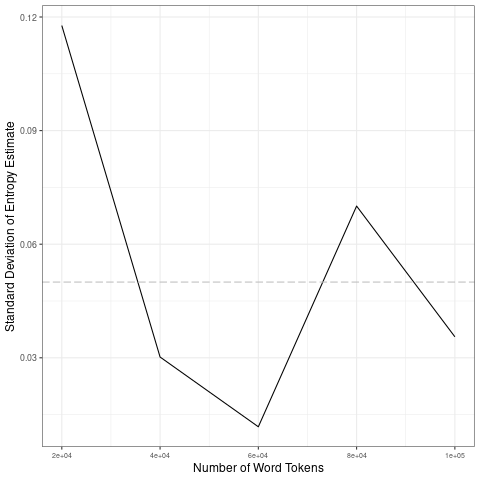 Standard Deviation of Entropy Estimate
0.12
0.09
0.06
0.03
2e+04 4e+04 6e+04 8e+04 1e+05
Number of Word Tokens